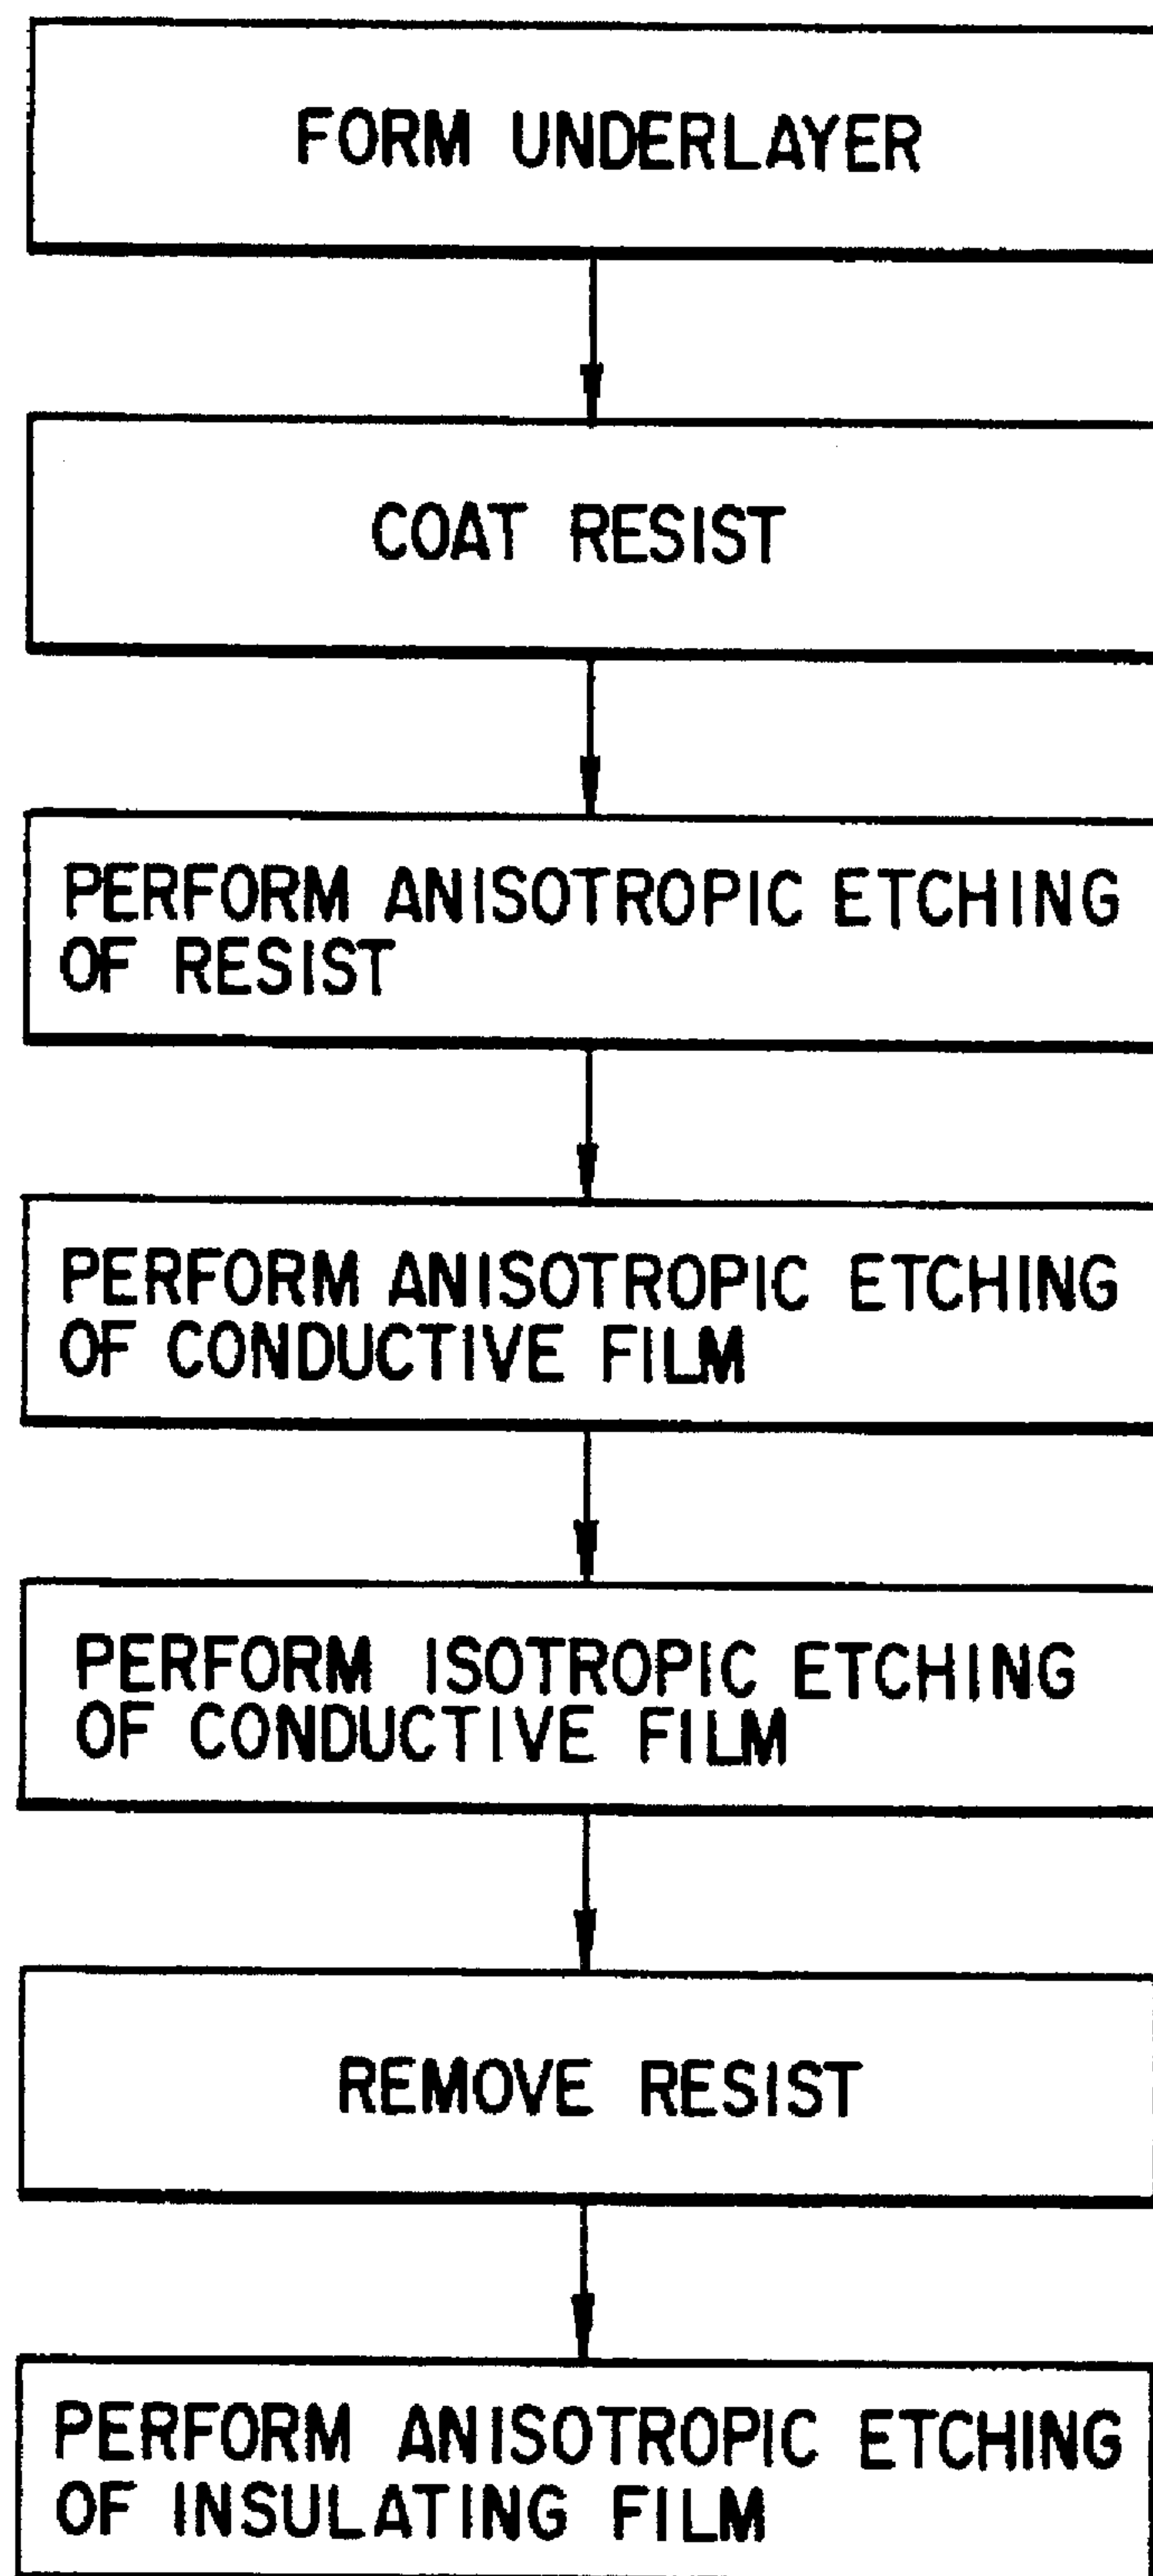 FORM UNDERLAYER
COAT RESIST
PERFORM ANISOTROPIC ETCHING
OF RESIST
PERFORM ANISOTROPIC ETCHING
OF CONDUCTIVE FILM
PERFORM ISOTROPIC ETCHING
OF CONDUCTIVE FILM
REMOVE RESIST
PERFORM ANISOTROPIC ETCHING
OF INSULATING FILM